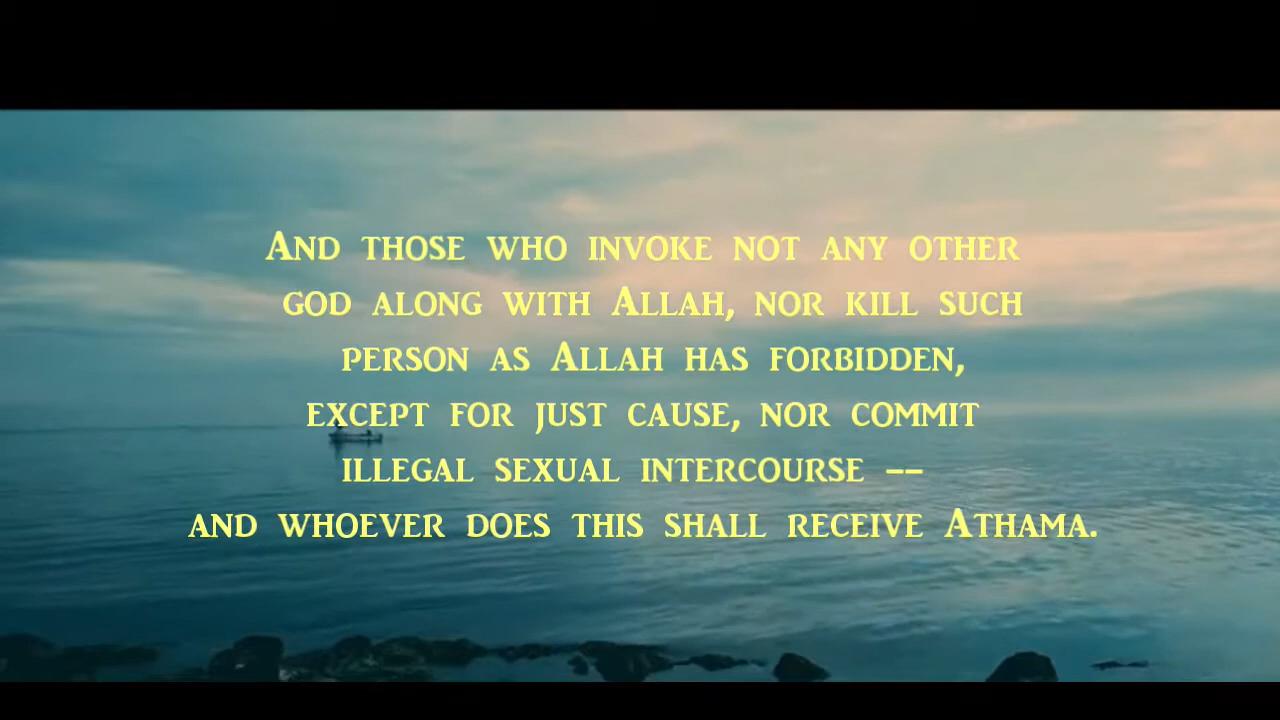 And those who invoke not any other
god along with Allah, nor kill such
person as Allah has forbidden,
except for just cause, nor commit
illegal sexual intercourse --
and whoever does this shall receive Athama.